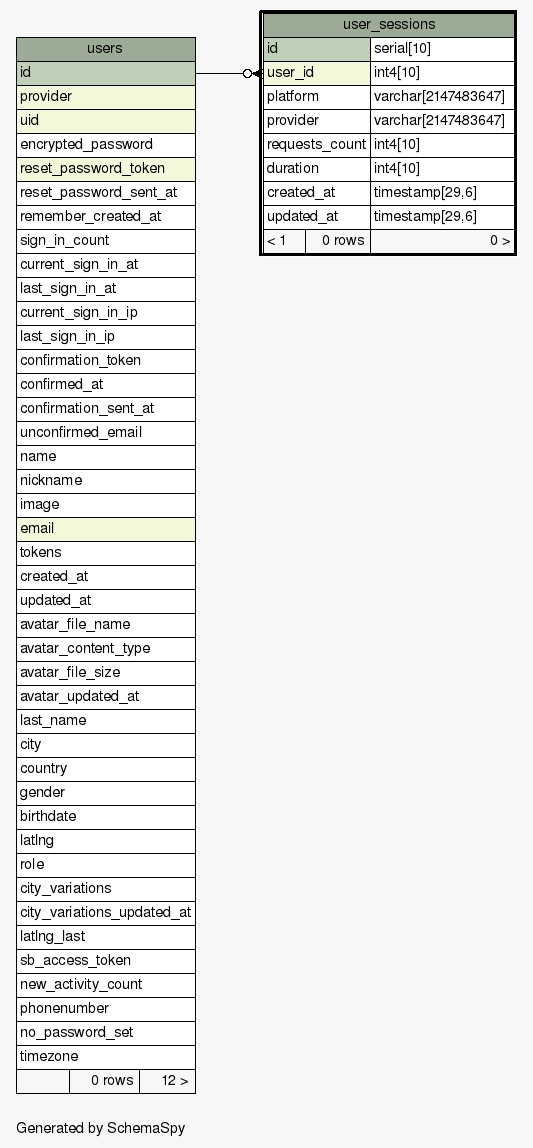 users
id
provider
uid
encrypted_password
reset_password_token
reset_password_sent_at
remember_created_at
sign_in_count
current_sign_in_at
last_sign_in_at
current_sign_in_ip
last_sign_in_ip
confirmation_token
confirmed_at
confirmation_sent_at
unconfirmed_email
name
nickname
image
email
tokens
created_at
updated_at
avatar_file_name
avatar_content_type
avatar_file_size
avatar_updated_at
last_name
city
country
gender
birthdate
latlng
role
city_variations
city_variations_updated_at
latlng_last
sb_access_token
new_activity_count
phonenumber
no_password_set
timezone
0 rows 12 >
user_sessions
id serial[10]
user_id int4[10]
platform varchar[2147483647]
provider varchar[2147483647]
requests_count int4[10]
duration int4[10]
created_at timestamp[29,6]
updated_at timestamp[29,6]
< 1 0 rows 0 >
Generated by SchemaSpy